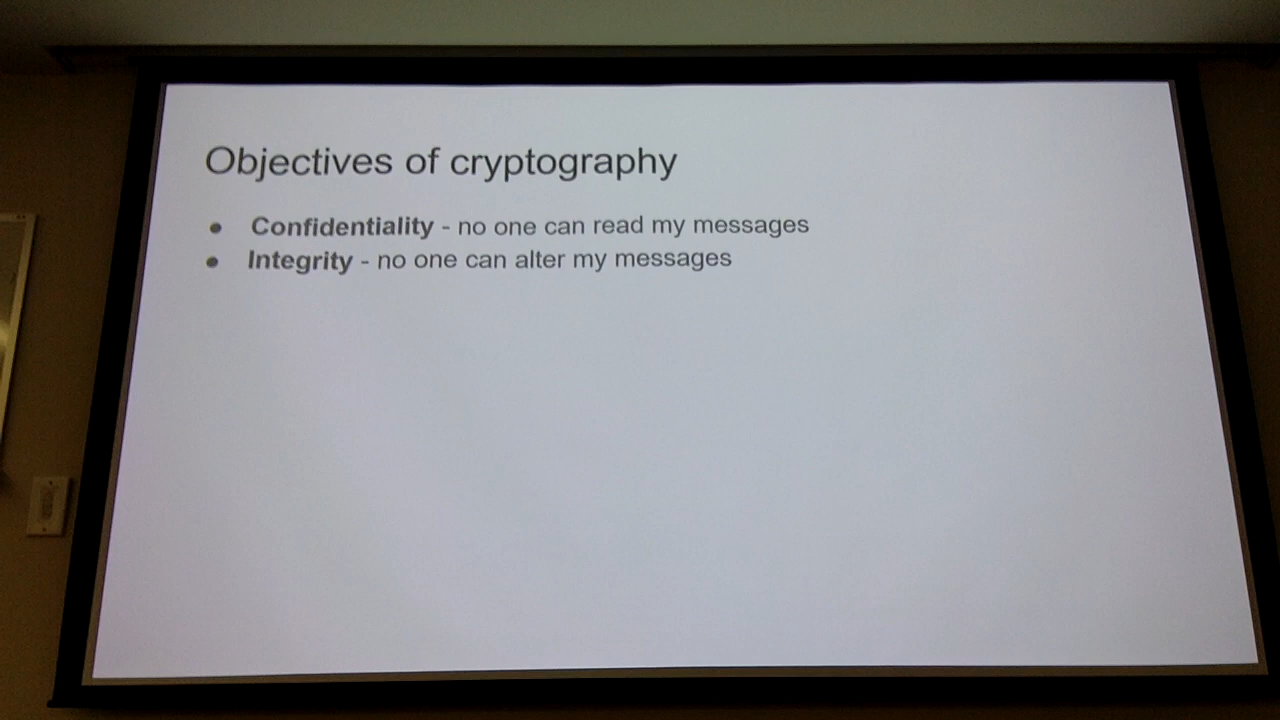 Objectives of cryptography
● Confidentiality - no one can read my messages
● Integrity - no one can alter my messages